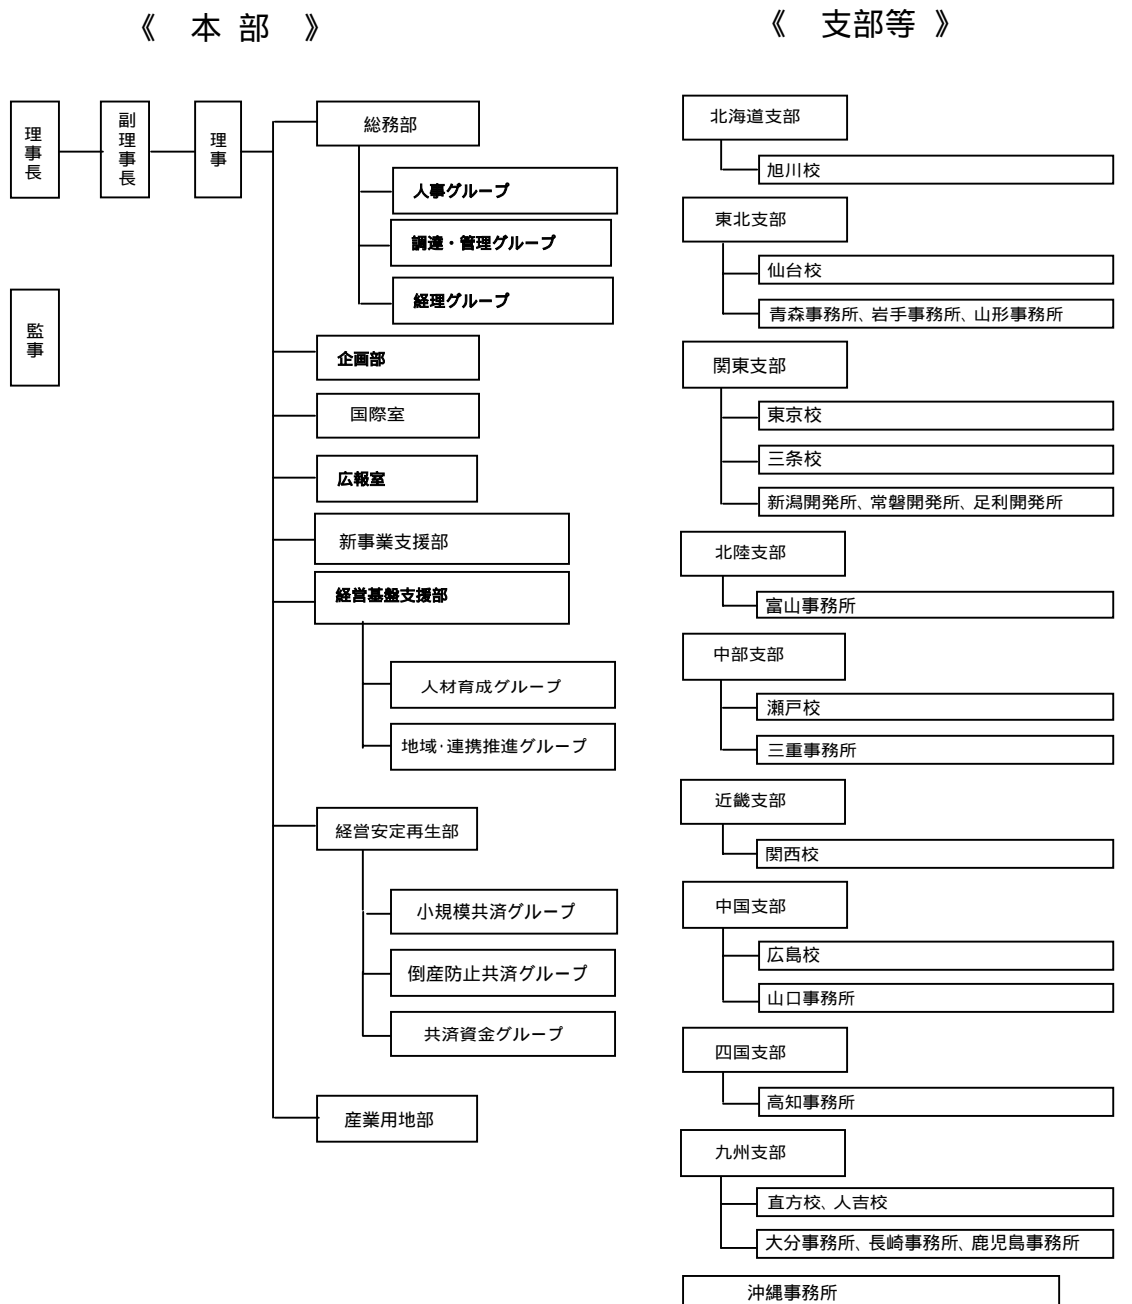 《 本 部 》
理事長
副理事長
理事
監事
総務部
人事グループ
調達・管理グループ
経理グループ
企画部
国際室
広報室
新事業支援部
経営基盤支援部
人材育成グループ
地域・連携推進グループ
経営安定再生部
小規模共済グループ
倒産防止共済グループ
共済資金グループ
産業用地部
《 支部等 》
北海道支部
旭川校
東北支部
仙台校
青森事務所、岩手事務所、山形事務所
関東支部
東京校
三条校
新潟開発所、常磐開発所、足利開発所
北陸支部
富山事務所
中部支部
瀬戸校
三重事務所
近畿支部
関西校
中国支部
広島校
山口事務所
四国支部
高知事務所
九州支部
直方校、人吉校
大分事務所、長崎事務所、鹿児島事務所
沖縄事務所